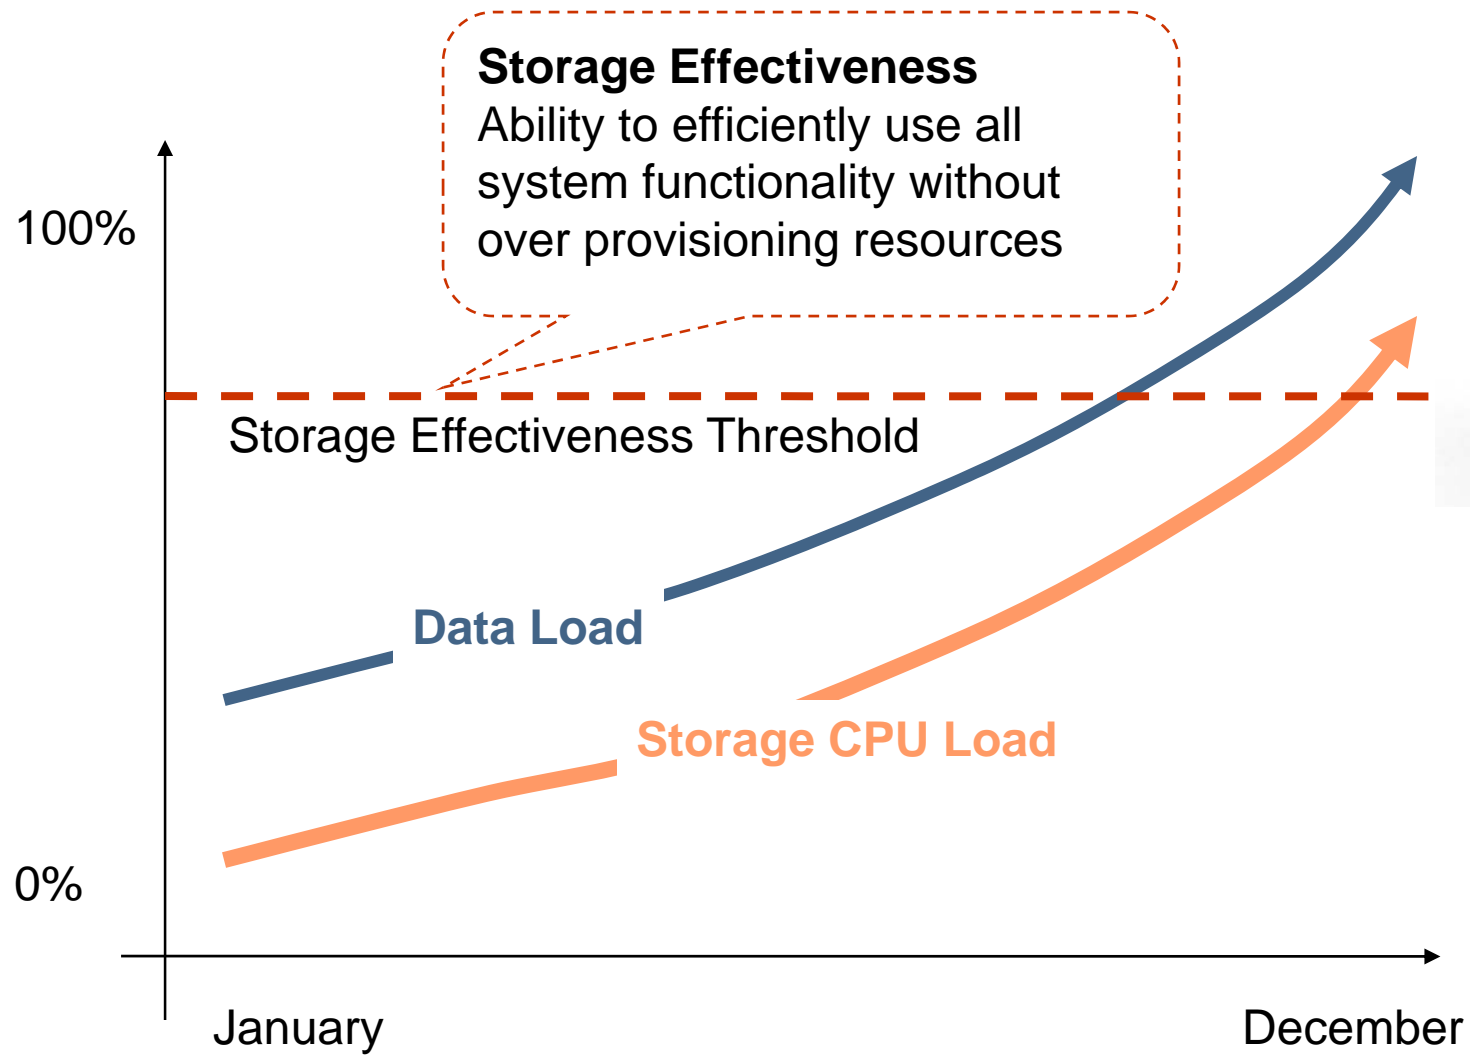 Storage Effectiveness
Ability to efficiently use all
system functionality without
over provisioning resources
100%
Storage Effectiveness Threshold
Data Load
Storage CPU Load
0%
January
December